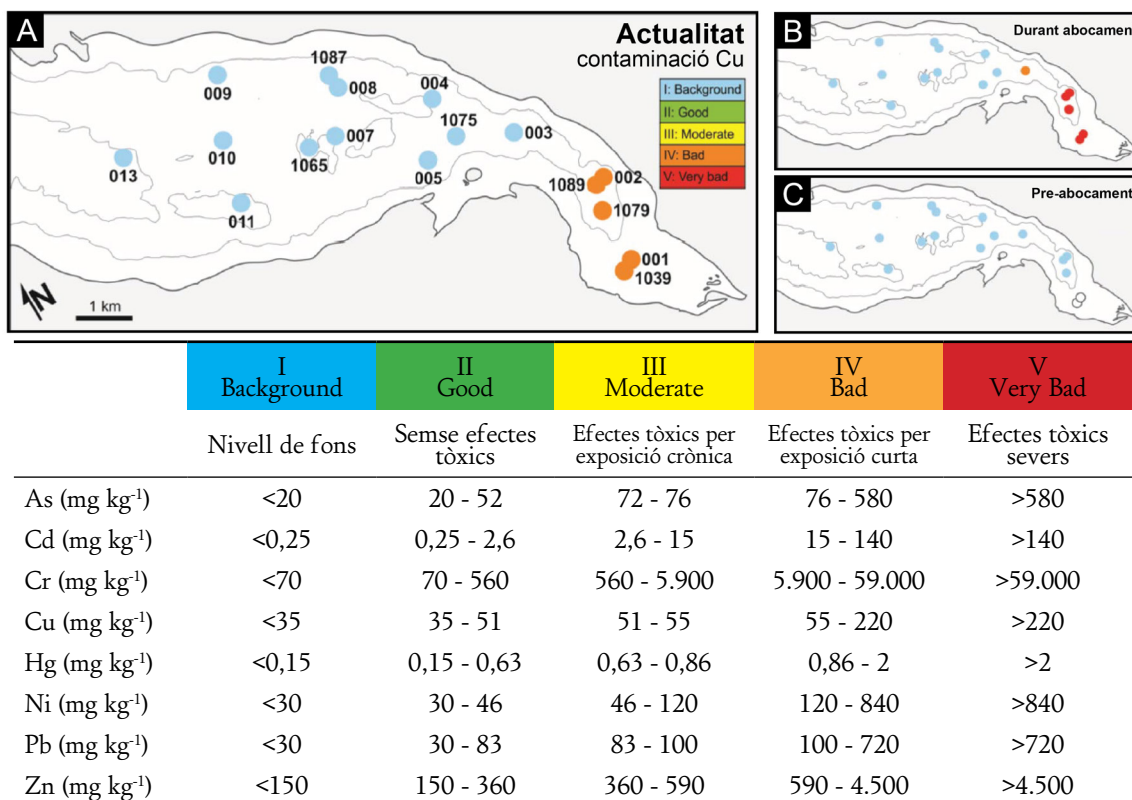 A
Actualitat
contaminació Cu
I: Background
II: Good
III: Moderate
IV: Bad
V: Very bad
1087
009
008
004
1075
003
007
010
1065
013
005
002
1089
011
1079
001
1039
N
1 km
B
Durant abocament
C
Pre-abocament
I II III IV V
Background Good Moderate Bad Very Bad
Nivell de fons Semse efectes tòxics Efectes tòxics per exposició crònica Efectes tòxics per exposició curta Efectes tòxics severs
As (mg kg-1) <20 20 - 52 72 - 76 76 - 580 >580
Cd (mg kg-1) <0,25 0,25 - 2,6 2,6 - 15 15 - 140 >140
Cr (mg kg-1) <70 70 - 560 560 - 5.900 5.900 - 59.000 >59.000
Cu (mg kg-1) <35 35 - 51 51 - 55 55 - 220 >220
Hg (mg kg-1) <0,15 0,15 - 0,63 0,63 - 0,86 0,86 - 2 >2
Ni (mg kg-1) <30 30 - 46 46 - 120 120 - 840 >840
Pb (mg kg-1) <30 30 - 83 83 - 100 100 - 720 >720
Zn (mg kg-1) <150 150 - 360 360 - 590 590 - 4.500 >4.500